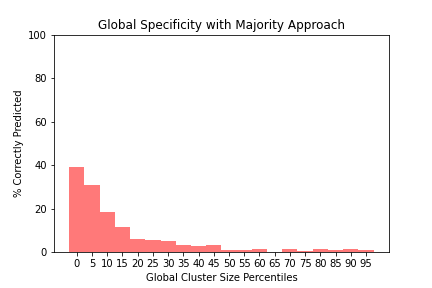 Global Specificity with Majority Approach
100
80
60
40
20
0
% Correctly Predicted
0 5 10 15 20 25 30 35 40 45 50 55 60 65 70 75 80 85 90 95
Global Cluster Size Percentiles